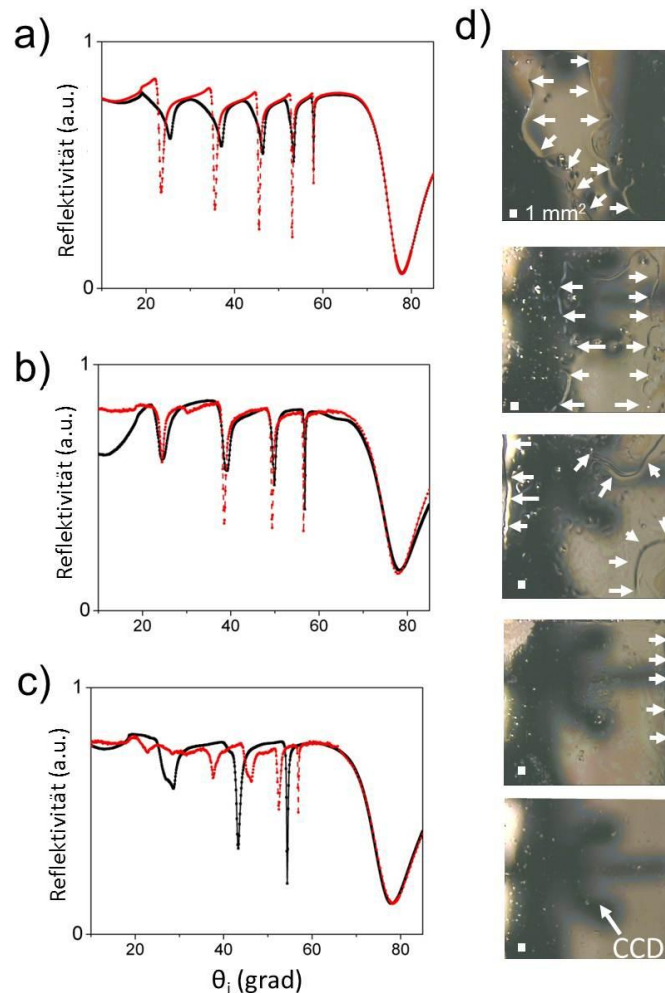 a)
1
Reflektivität (a.u.)
0
20
40
60
80
b)
1
Reflektivität (a.u.)
0
20
40
60
80
c)
1
Reflektivität (a.u.)
0
20
40
60
80
θi (grad)
d)
1 mm²
CCD